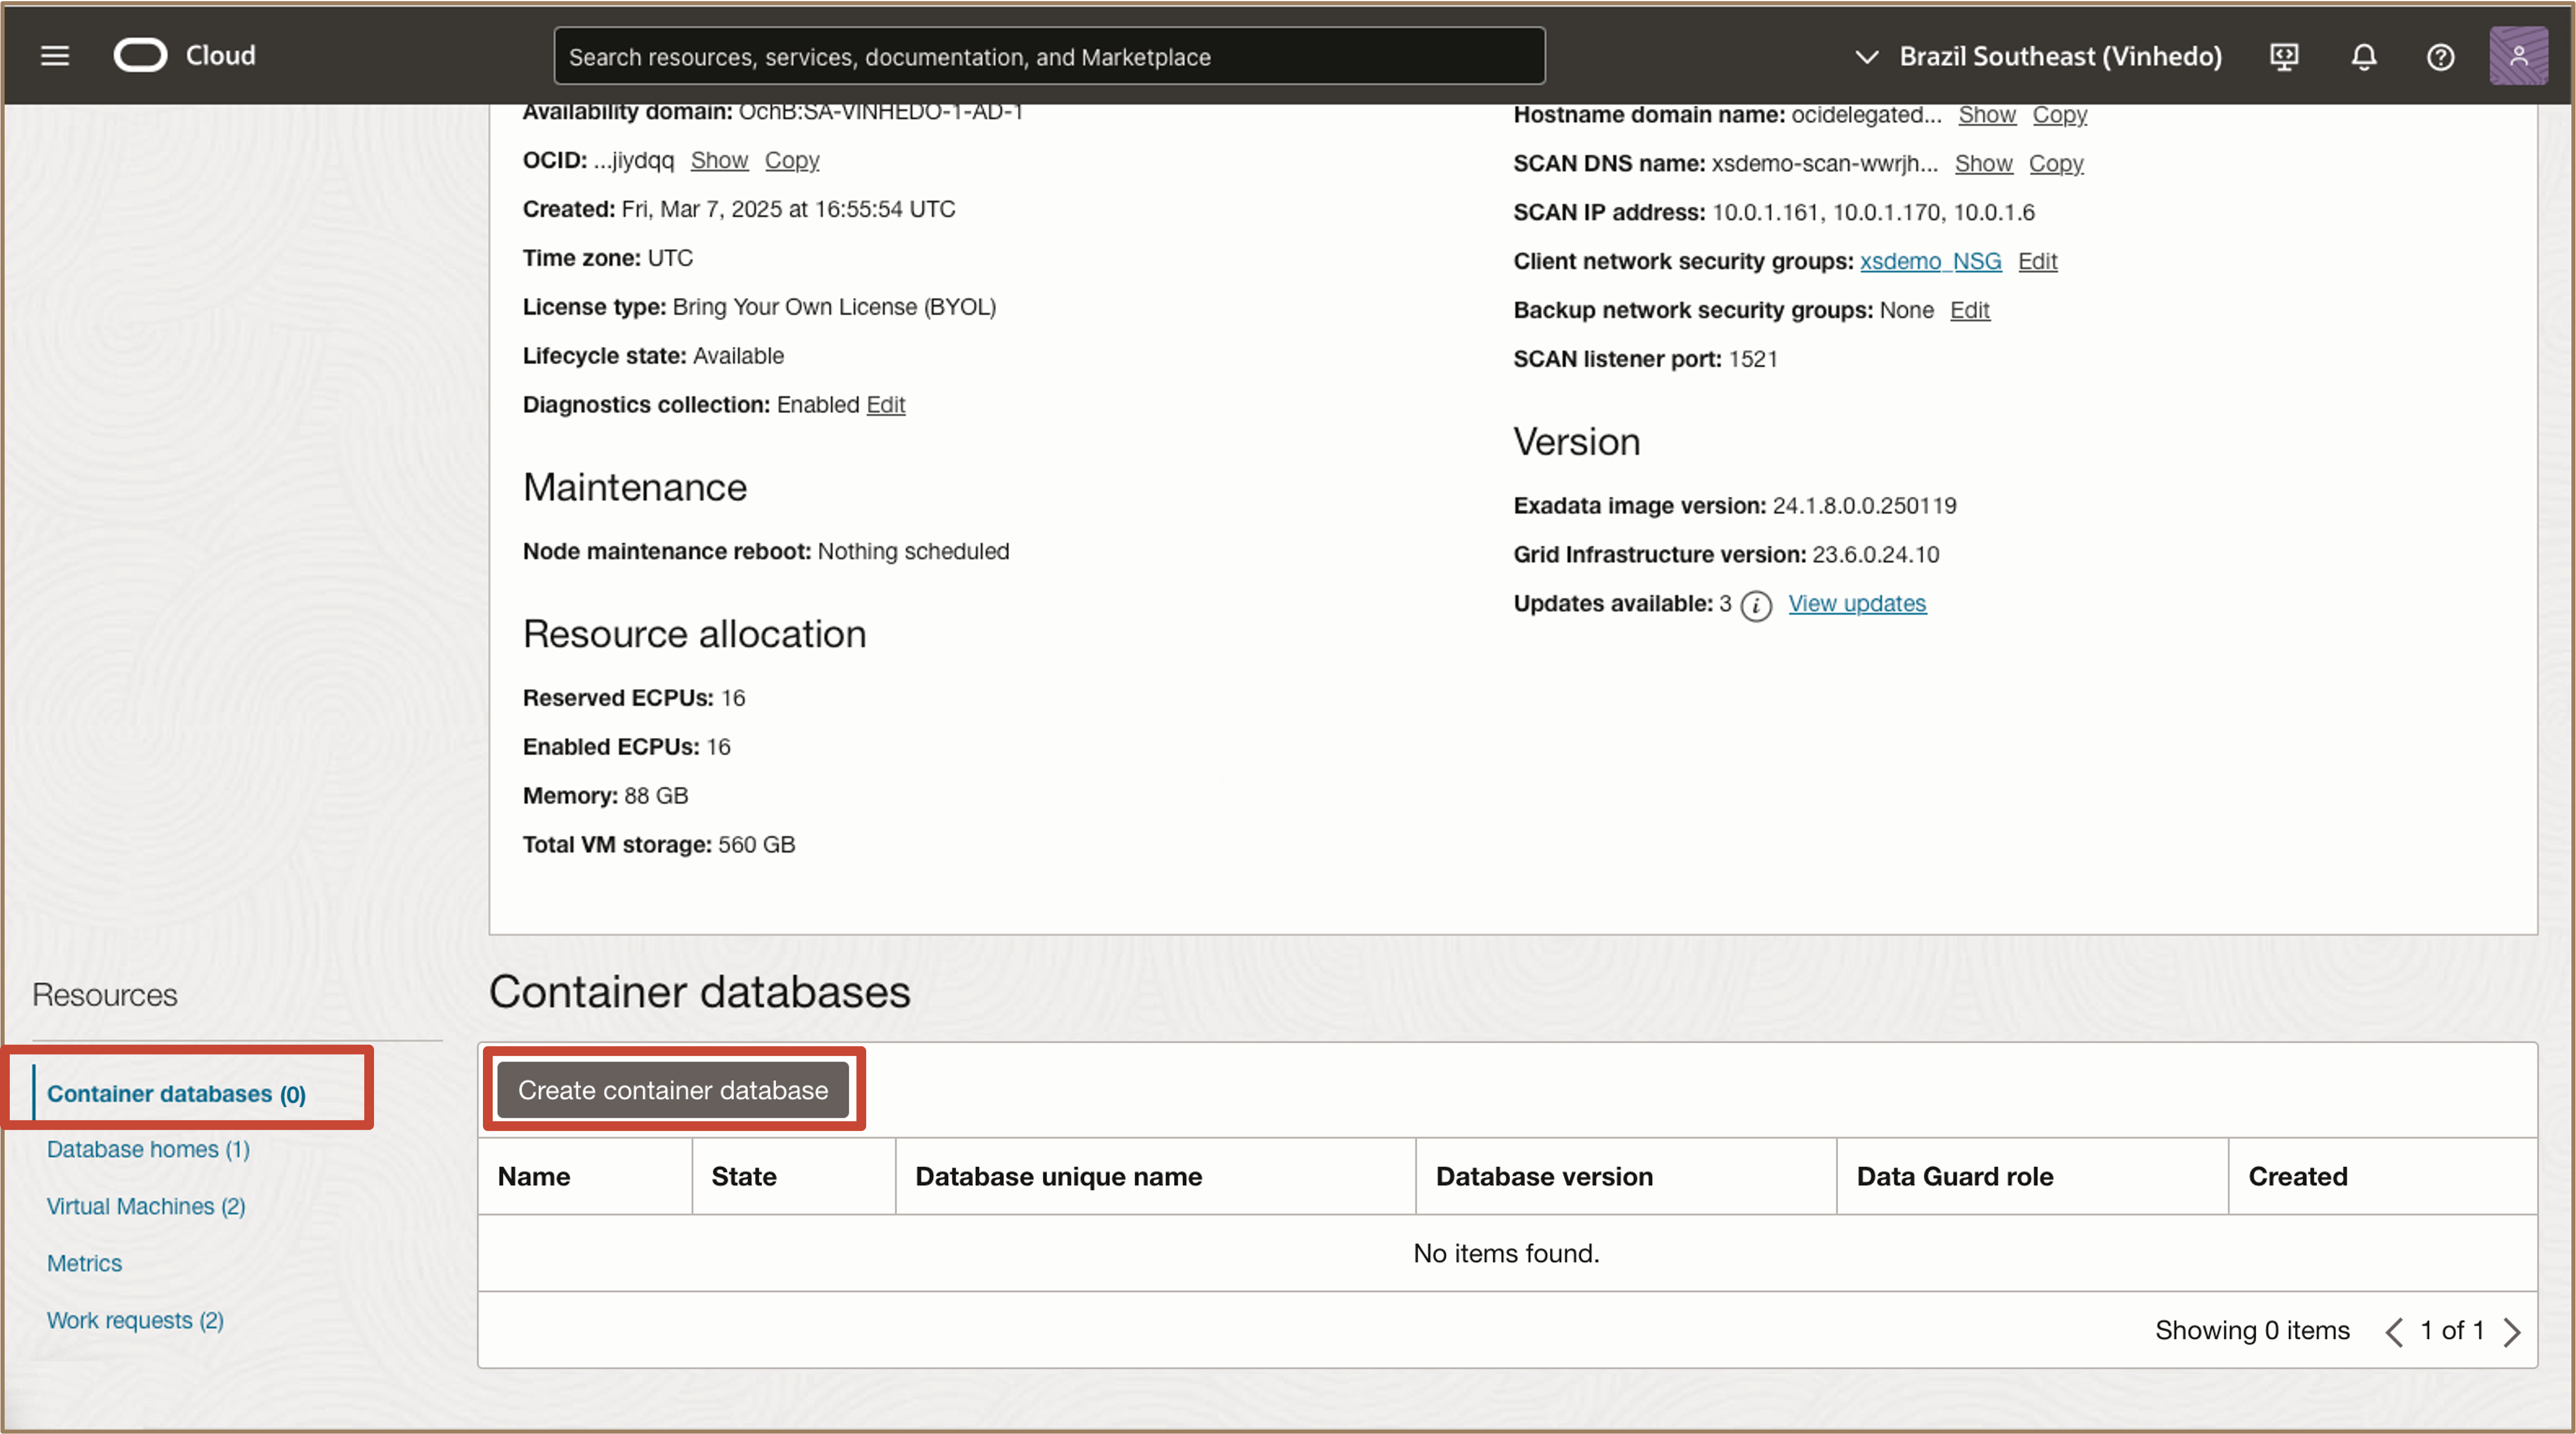 Cloud
Search resources, services, documentation, and Marketplace
Brazil Southeast (Vinhedo)
Availability domain: OchB:SA-VINHEDO-1-AD-1
OCID: ...jiydqq Show Copy
Created: Fri, Mar 7, 2025 at 16:55:54 UTC
Time zone: UTC
License type: Bring Your Own License (BYOL)
Lifecycle state: Available
Diagnostics collection: Enabled Edit
Maintenance
Node maintenance reboot: Nothing scheduled
Resource allocation
Reserved ECPUs: 16
Enabled ECPUs: 16
Memory: 88 GB
Total VM storage: 560 GB
Hostname domain name: ocidelegated... Show Copy
SCAN DNS name: xsdemo-scan-wwrjh... Show Copy
SCAN IP address: 10.0.1.161, 10.0.1.170, 10.0.1.6
Client network security groups: xsdemo_NSG Edit
Backup network security groups: None Edit
SCAN listener port: 1521
Version
Exadata image version: 24.1.8.0.0.250119
Grid Infrastructure version: 23.6.0.24.10
Updates available: 3 i View updates
Resources
Container databases (0)
Database homes (1)
Virtual Machines (2)
Metrics
Work requests (2)
Container databases
Create container database
Name State Database unique name Database version Data Guard role Created
No items found.
Showing 0 items 1 of 1